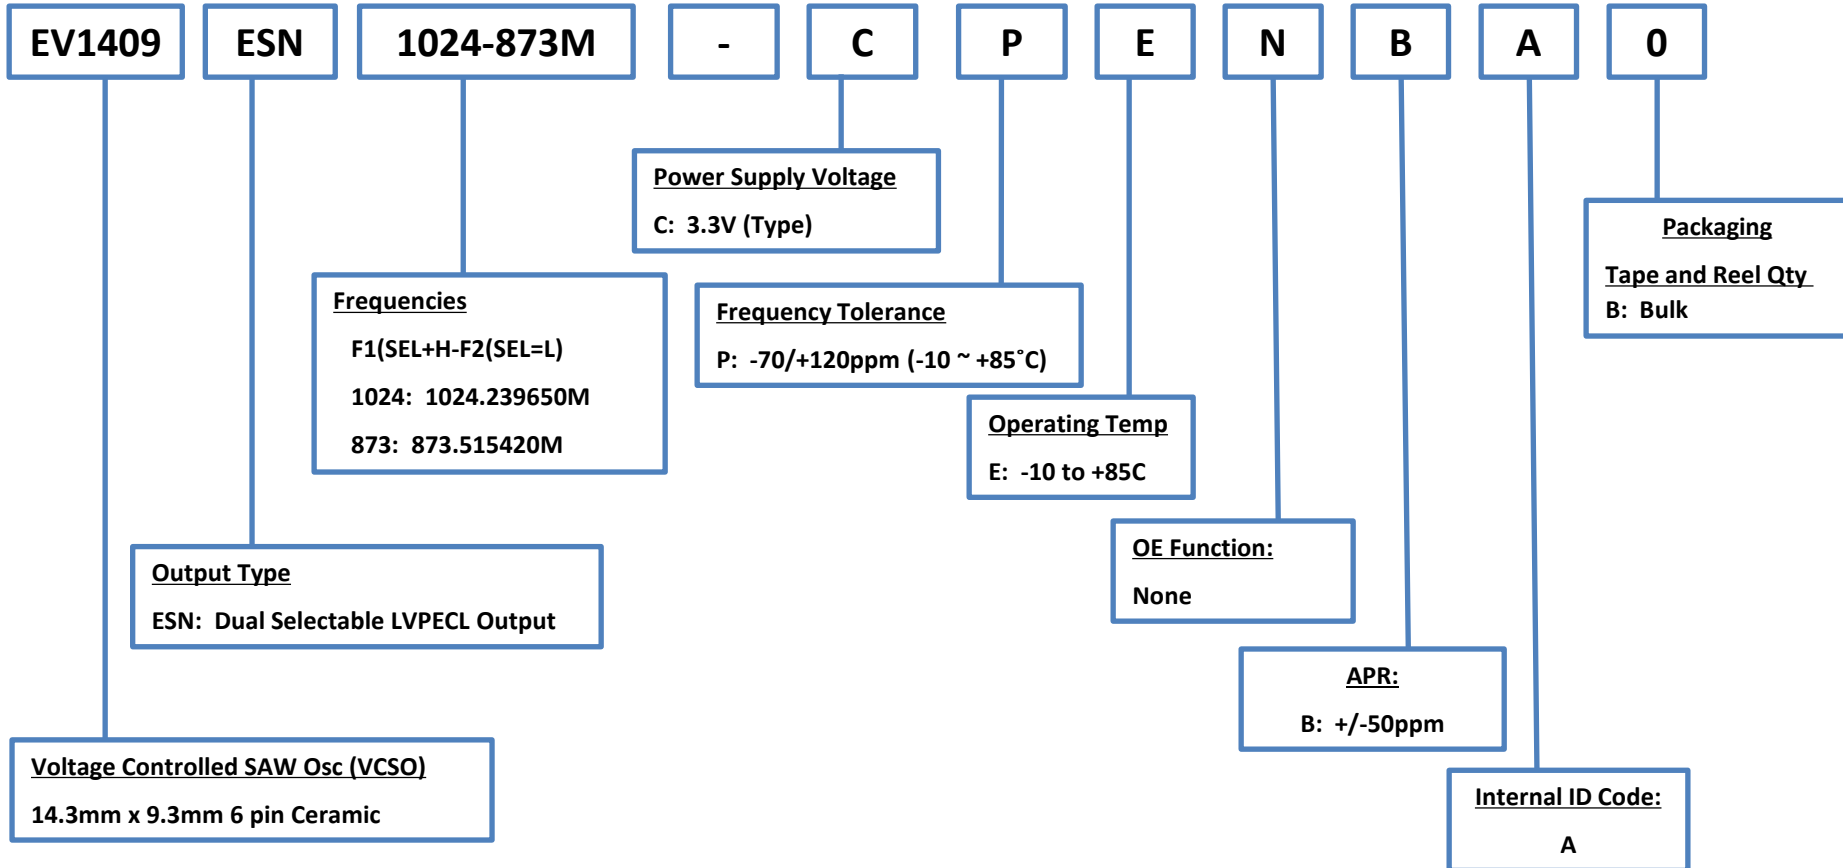 EV1409 ESN 1024-873M - C P E N B A 0
Power Supply Voltage
C: 3.3V (Type)
Packaging
Tape and Reel Qty
B: Bulk
Frequencies
F1(SEL+H-F2(SEL=L)
1024: 1024.239650M
873: 873.515420M
Frequency Tolerance
P: -70/+120ppm (-10 ~ +85˚C)
Operating Temp
E: -10 to +85C
OE Function:
None
Output Type
ESN: Dual Selectable LVPECL Output
APR:
B: +/-50ppm
Voltage Controlled SAW Osc (VCSO)
14.3mm x 9.3mm 6 pin Ceramic
Internal ID Code:
A